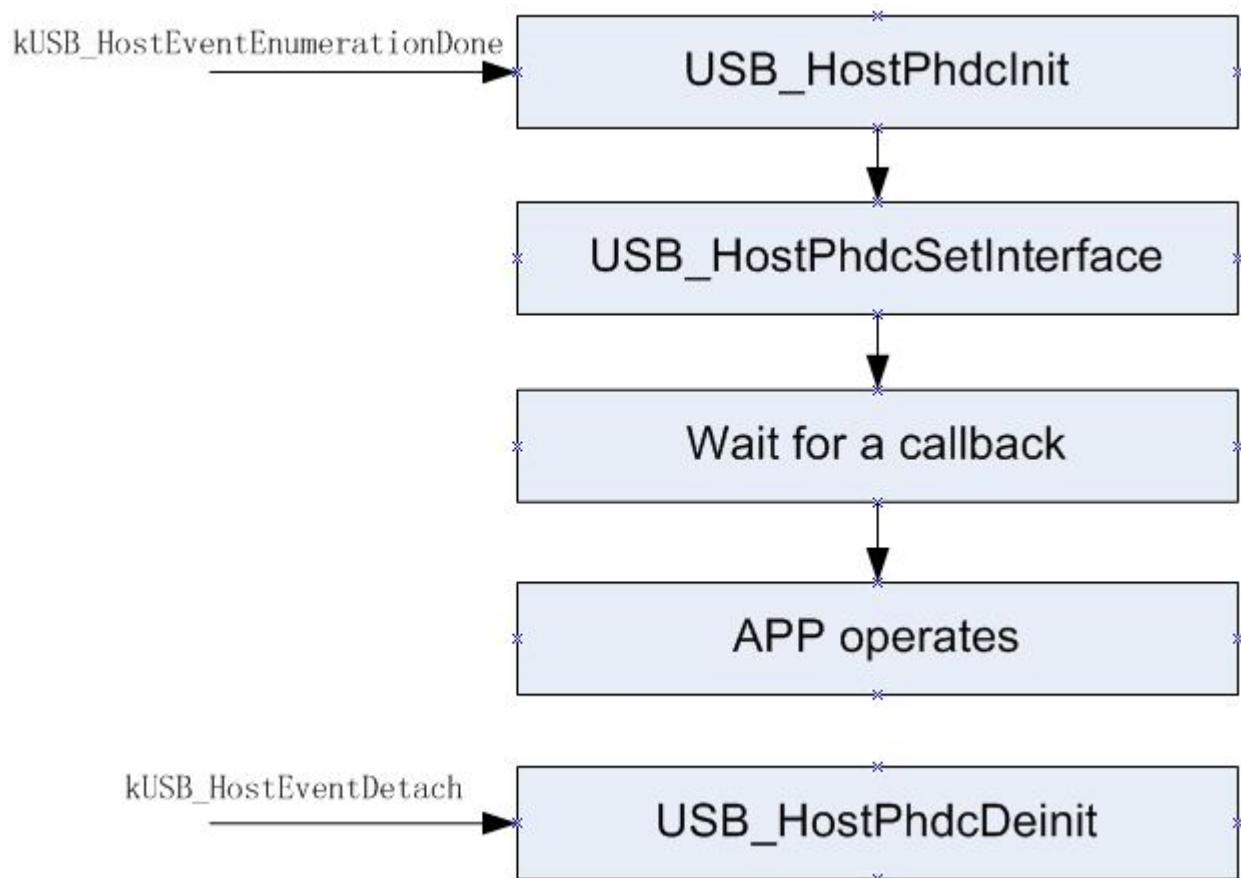 kUSB_HostEventEnumerationDone
USB_HostPhdcInit
USB_HostPhdcSetInterface
Wait for a callback
APP operates
kUSB_HostEventDetach
USB_HostPhdcDeinit